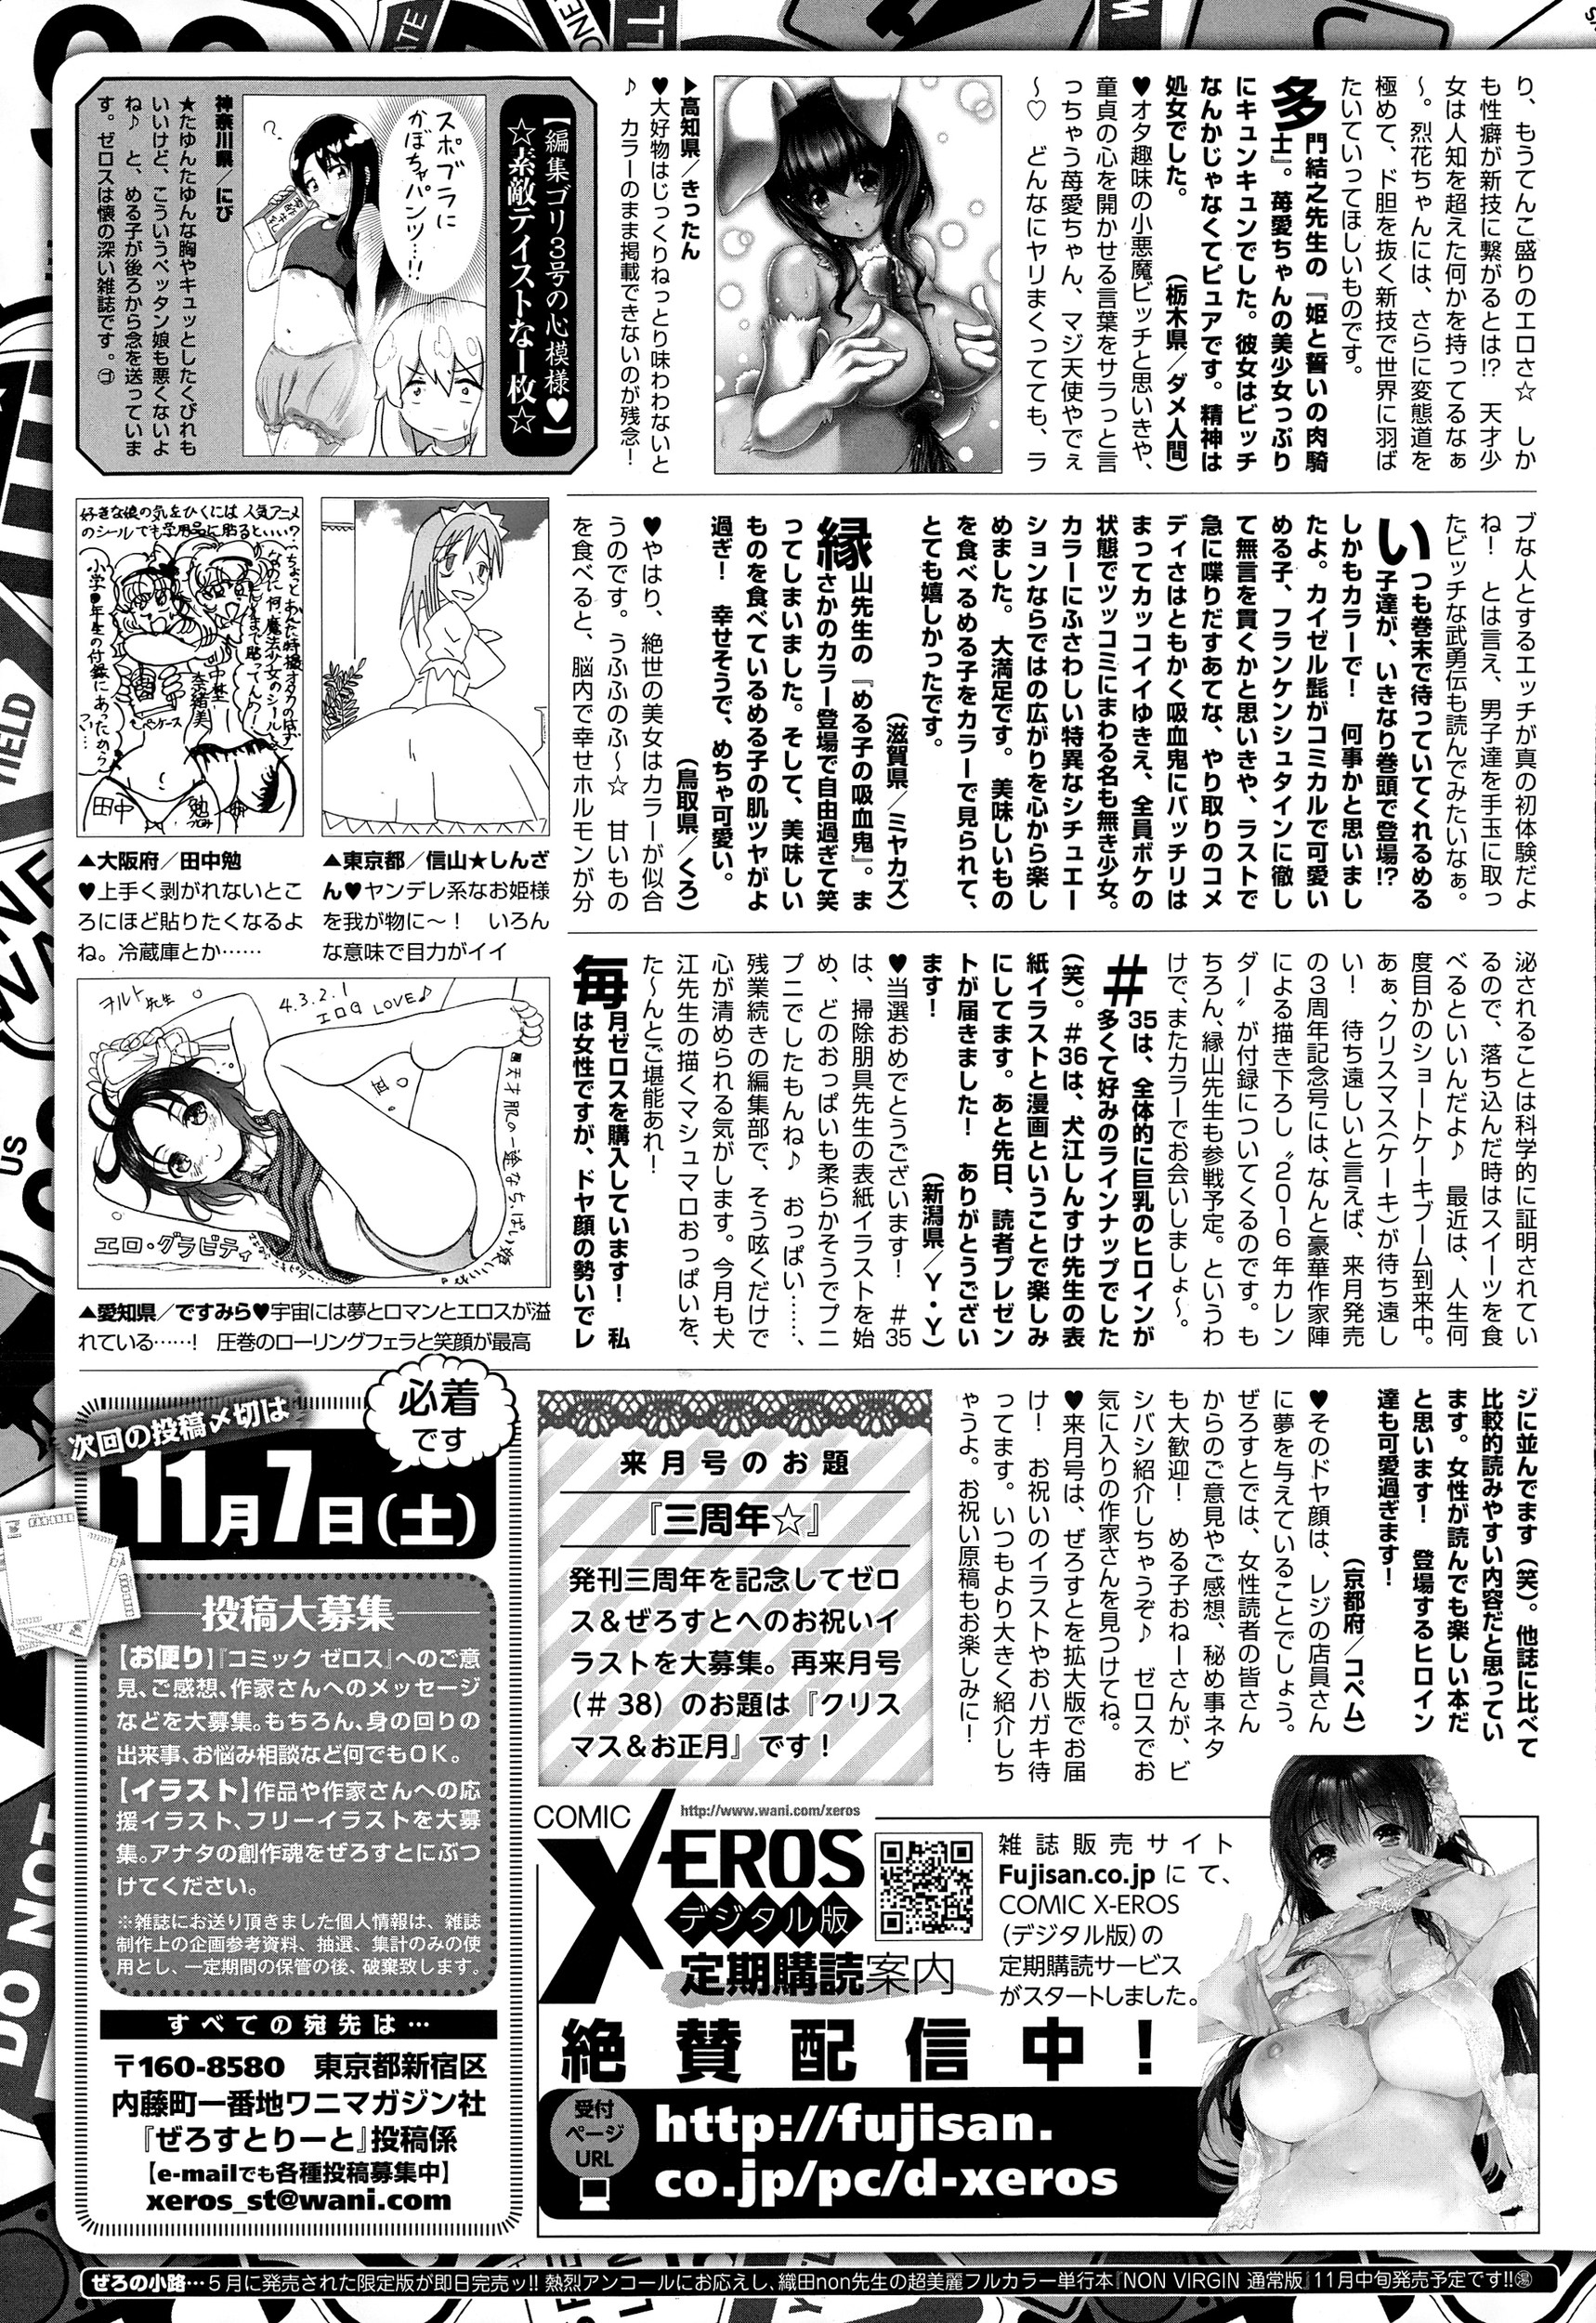 り、もうてんこ盛りのエロさ☆ しか
も性癖が新技に繋がるとは!? 天才少
女は人知を超えた何かを持ってるなぁ
～。烈花ちゃんには、さらに変態道を
極めて、ド胆を抜く新技で世界に羽ば
たいていってほしいものです。
多門結之先生の『姫と誓いの肉騎
士』。苺愛ちゃんの美少女っぷり
にキュンキュンでした。彼女はビッチ
なんかじゃなくてピュアです。精神は
処女でした。 （栃木県／ダメ人間）
♥オタ趣味の小悪魔ビッチと思いきや、
童貞の心を開かせる言葉をサラっと言
っちゃう苺愛ちゃん、マジ天使やでぇ
～♡ どんなにヤリまくってても、ラ
▶高知県／きったん
♥大好物はじっくりねっとり味わわないと
♪ カラーのまま掲載できないのが残念！
【編集ゴリ3号の心模様♥】
☆素敵テイストな一枚☆
スポブラに
かぼちゃパンツ…!!
神奈川県／にび
★たゆんたゆんな胸やキュッとしたくびれも
いいけど、こういうペッタン娘も悪くないよ
ね♪ と、める子が後ろから念を送っていま
す。ゼロスは懐の深い雑誌です。㋙
ブな人とするエッチが真の初体験だよ
ね！ とは言え、男子達を手玉に取っ
たビッチな武勇伝も読んでみたいなぁ。
いつも巻末で待っていてくれるめる
子達が、いきなり巻頭で登場!?
しかもカラーで！ 何事かと思いまし
たよ。カイゼル髭がコミカルで可愛い
める子、フランケンシュタインに徹し
て無言を貫くかと思いきや、ラストで
急に喋りだすあてな、やり取りのコメ
ディさはともかく吸血鬼にバッチリは
まってカッコイイゆきえ、全員ボケの
状態でツッコミにまわる名も無き少女。
カラーにふさわしい特異なシチュエー
ションならではの広がりを心から楽し
めました。大満足です。美味しいもの
を食べるめる子をカラーで見られて、
とても嬉しかったです。
（滋賀県／ミヤカズ）
縁山先生の『める子の吸血鬼』。ま
さかのカラー登場で自由過ぎて笑
ってしまいました。そして、美味しい
ものを食べているめる子の肌ツヤがよ
過ぎ！ 幸せそうで、めちゃ可愛い。
（鳥取県／くろ）
♥やはり、絶世の美女はカラーが似合
うのです。うふふのふ～☆ 甘いもの
を食べると、脳内で幸せホルモンが分
▲東京都／信山★しんざ
ん♥ヤンデレ系なお姫様
を我が物に～！ いろん
な意味で目力がイイ
好きな娘の気をひくには人気アニメ
のシールでも学用品に貼るといい…？
田中
▲大阪府／田中勉
♥上手く剥がれないとこ
ろにほど貼りたくなるよ
ね。冷蔵庫とか……
泌されることは科学的に証明されてい
るので、落ち込んだ時はスイーツを食
べるといいんだよ♪ 最近は、人生何
度目かのショートケーキブーム到来中。
あぁ、クリスマス（ケーキ）が待ち遠し
い！ 待ち遠しいと言えば、来月発売
の3周年記念号には、なんと豪華作家陣
による描き下ろし〝2016年カレン
ダー〟が付録についてくるのです。も
ちろん、縁山先生も参戦予定。というわ
けで、またカラーでお会いしましょ～。
#35は、全体的に巨乳のヒロインが
多くて好みのラインナップでした
（笑）。#36は、犬江しんすけ先生の表
紙イラストと漫画ということで楽しみ
にしてます。あと先日、読者プレゼン
トが届きました！ ありがとうござい
ます！ （新潟県／Y・Y）
♥当選おめでとうございます！ #35
は、掃除朋具先生の表紙イラストを始
め、どのおっぱいも柔らかそうでプニ
プニでしたもんね♪ おっぱい……、
残業続きの編集部で、そう呟くだけで
心が清められる気がします。今月も犬
江先生の描くマシュマロおっぱいを、
た～んとご堪能あれ！
毎月ゼロスを購入しています！ 私
は女性ですが、ドヤ顔の勢いでレ
ヲルト先生
4.3.2.1
エロQ LOVE♪
エロ・グラビティ
▲愛知県／ですみら♥宇宙には夢とロマンとエロスが溢
れている……！ 圧巻のローリングフェラと笑顔が最高
ジに並んでます（笑）。他誌に比べて
比較的読みやすい内容だと思ってい
ます。女性が読んでも楽しい本だ
と思います！ 登場するヒロイン
達も可愛過ぎます！
（京都府／コペム）
♥そのドヤ顔は、レジの店員さん
に夢を与えていることでしょう。
ぜろすとでは、女性読者の皆さん
からのご意見やご感想、秘め事ネタ
も大歓迎！ める子おねーさんが、ビ
シバシ紹介しちゃうぞ♪ ゼロスでお
気に入りの作家さんを見つけてね。
♥来月号は、ぜろすとを拡大版でお届
け！ お祝いのイラストやおハガキ待
ってます。いつもより大きく紹介しち
ゃうよ。お祝い原稿もお楽しみに！
来月号のお題
『三周年☆』
発刊三周年を記念してゼロ
ス＆ぜろすとへのお祝いイ
ラストを大募集。再来月号
（＃38）のお題は『クリス
マス＆お正月』です！
次回の投稿〆切は
必着
です
11月7日（土）
投稿大募集
【お便り】『コミック ゼロス』へのご意
見、ご感想、作家さんへのメッセージ
などを大募集。もちろん、身の回りの
出来事、お悩み相談など何でもOK。
【イラスト】作品や作家さんへの応
援イラスト、フリーイラストを大募
集。アナタの創作魂をぜろすとにぶつ
けてください。
※雑誌にお送り頂きました個人情報は、雑誌
制作上の企画参考資料、抽選、集計のみの使
用とし、一定期間の保管の後、破棄致します。
すべての宛先は…
〒160-8580 東京都新宿区
内藤町一番地ワニマガジン社
『ぜろすとりーと』投稿係
【e-mailでも各種投稿募集中】
xeros_st@wani.com
COMIC
http://www.wani.com/xeros
X-EROS
デジタル版
定期購読案内
雑誌販売サイト
Fujisan.co.jpにて、
COMIC X-EROS
（デジタル版）の
定期購読サービス
がスタートしました。
絶賛配信中！
受付
ページ
URL
http://fujisan.
co.jp/pc/d-xeros
ぜろの小路…5月に発売された限定版が即日完売ッ!! 熱烈アンコールにお応えし、織田non先生の超美麗フルカラー単行本『NON VIRGIN 通常版』11月中旬発売予定です!!㋙
DO NOT
US
YIELD